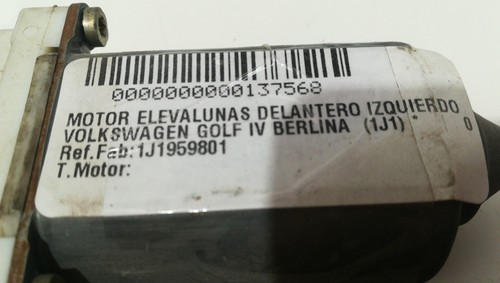 0000000000137568
MOTOR ELEVALUNAS DELANTERO IZQUIERDO
VOLKSWAGEN GOLF IV BERLINA (1J1) * 0
Ref.Fab:1J1959801
T.Motor: